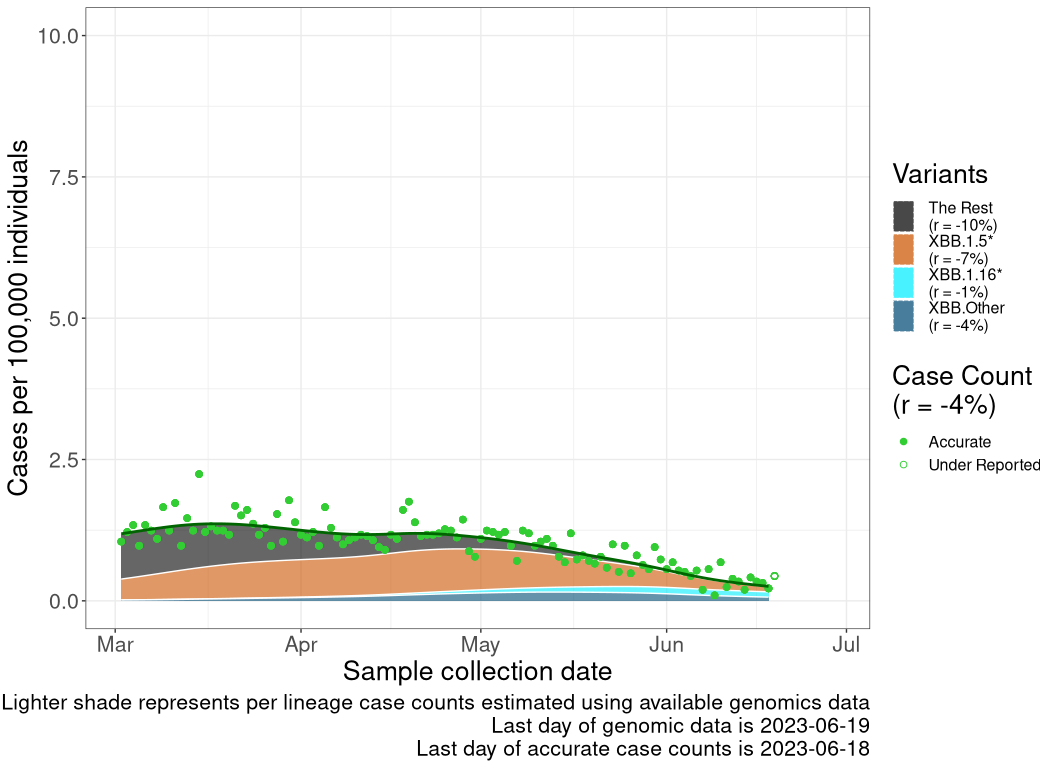 10.0
7.5
5.0
2.5
0.0
Cases per 100,000 individuals
Mar
Apr
May
Jun
Jul
Sample collection date
Variants
The Rest
(r = -10%)
XBB.1.5*
(r = -7%)
XBB.1.16*
(r = -1%)
XBB.Other
(r = -4%)
Case Count
(r = -4%)
Accurate
Under Reported
Lighter shade represents per lineage case counts estimated using available genomics data
Last day of genomic data is 2023-06-19
Last day of accurate case counts is 2023-06-18